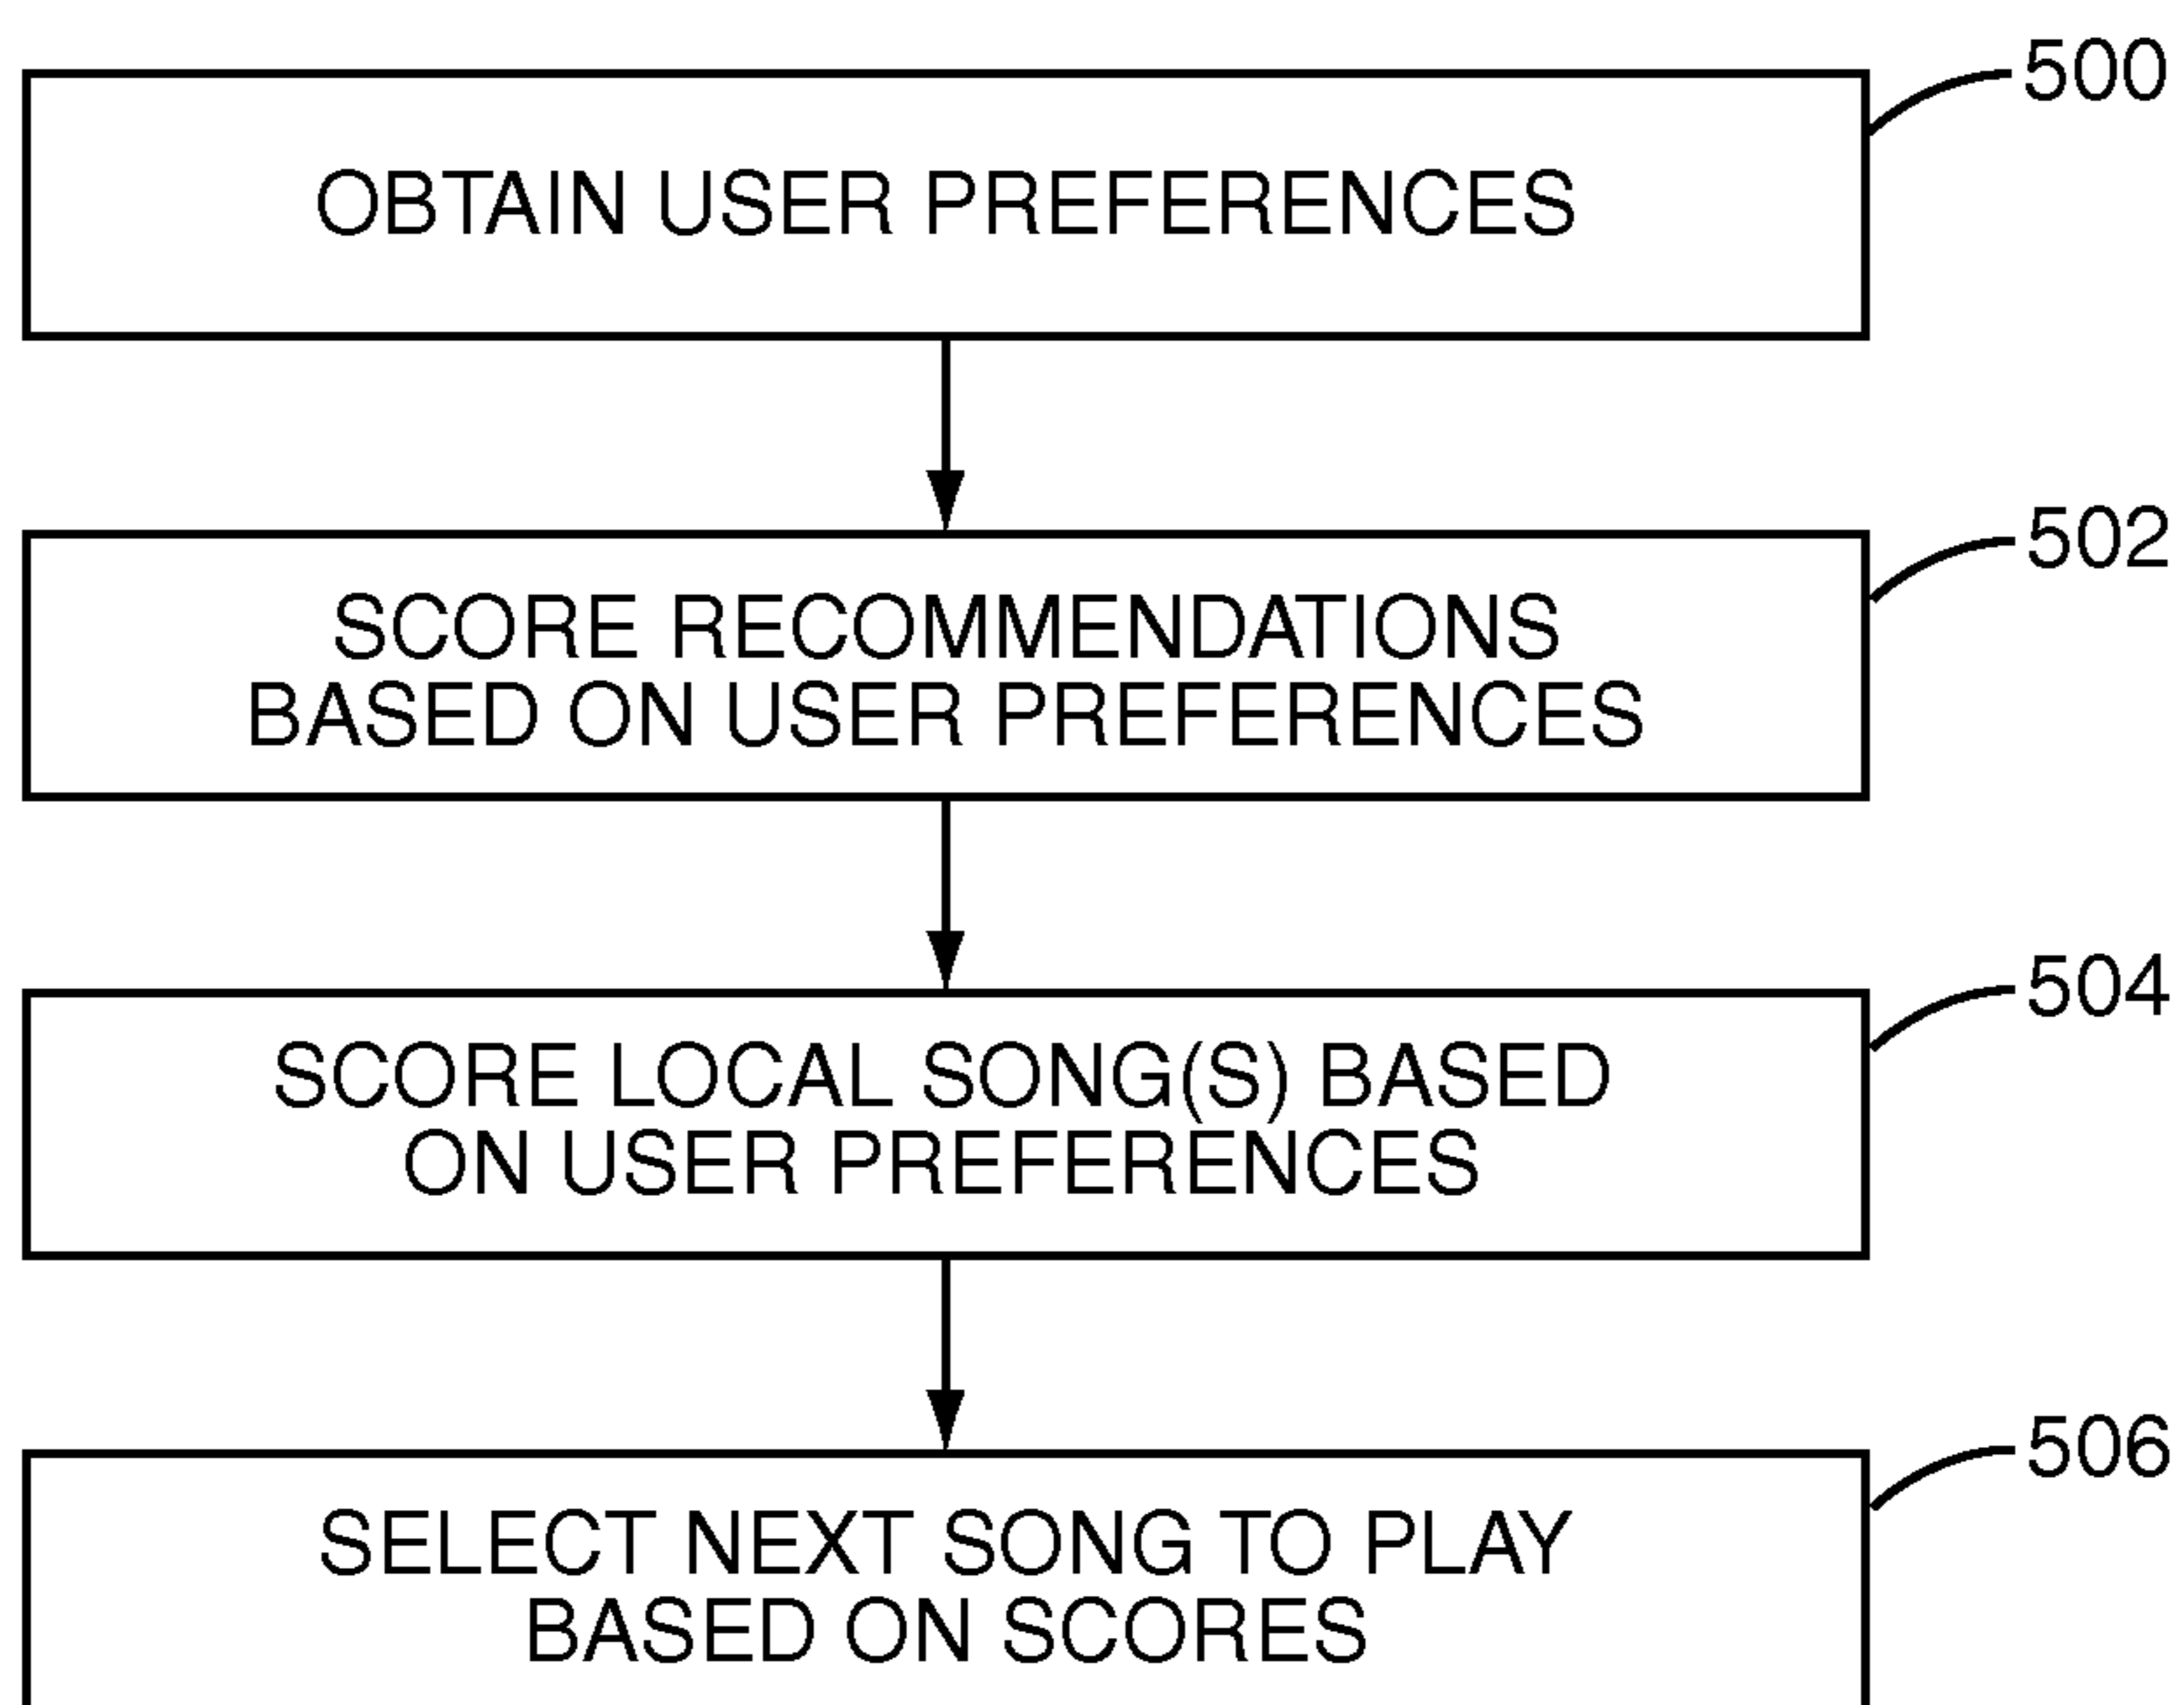 500
OBTAIN USER PREFERENCES
502
SCORE RECOMMENDATIONS
BASED ON USER PREFERENCES
504
SCORE LOCAL SONG(S) BASED
ON USER PREFERENCES
506
SELECT NEXT SONG TO PLAY
BASED ON SCORES